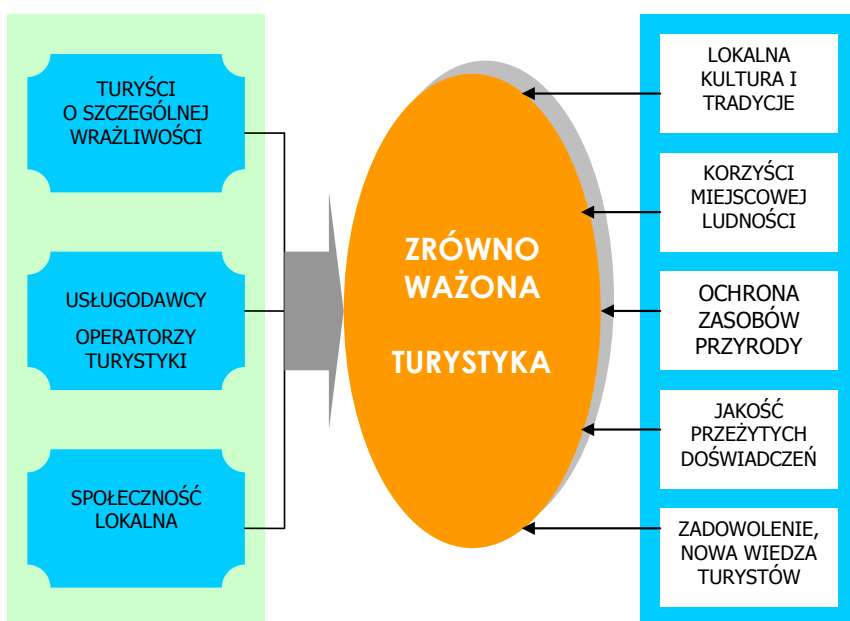 TURYŚCI
O SZCZEGÓLNEJ
WRAŻLIWOŚCI
USŁUGODAWCY
OPERATORZY
TURYSTYKI
SPOŁECZNOŚĆ
LOKALNA
ZRÓWNO
WAŻONA
TURYSTYKA
LOKALNA
KULTURA I
TRADYCJE
KORZYŚCI
MIEJSCOWEJ
LUDNOŚCI
OCHRONA
ZASOBÓW
PRZYRODY
JAKOŚĆ
PRZEŻYTYCH
DOŚWIADCZEŃ
ZADOWOLENIE,
NOWA WIEDZA
TURYSTÓW